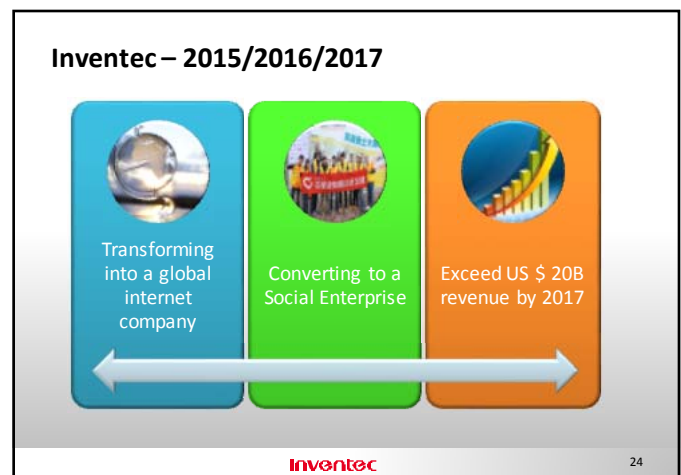 Inventec – 2015/2016/2017
Transforming
into a global
internet
company
Converting to a
Social Enterprise
Exceed US $ 20B
revenue by 2017
Inventec
24